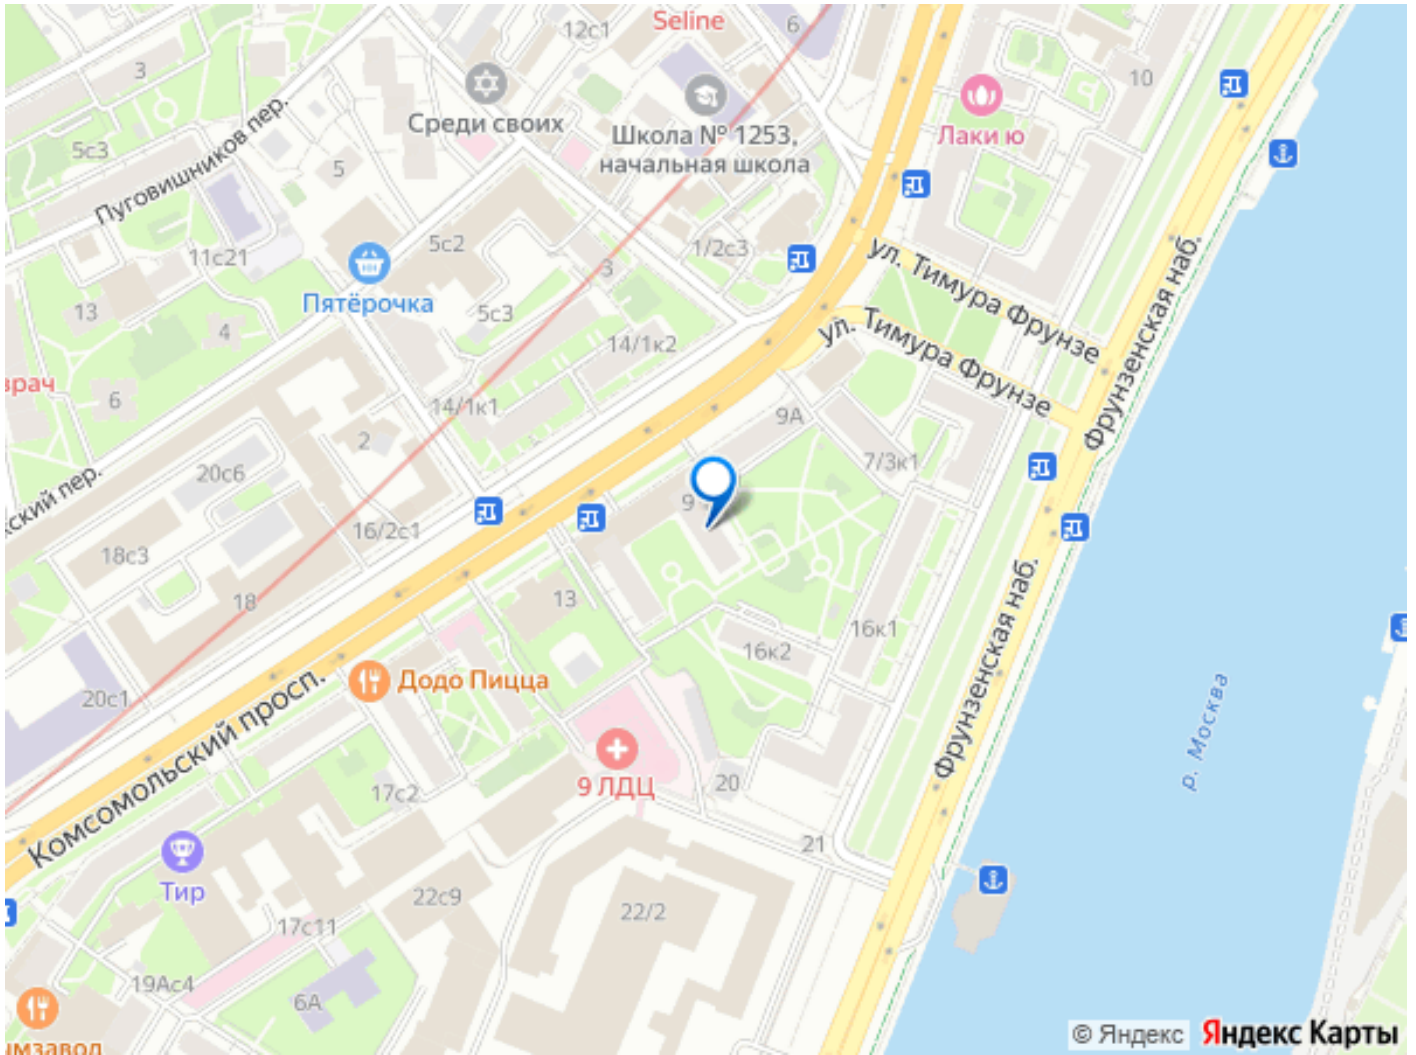 Seline
6
12с1
3
10
Среди своих
Школа № 1253,
начальная школа
Лаки ю
5с3
Пуговишников пер.
5
5с2
11с21
1/2с3
3
ул. Тимура Фрунзе
Фрунзенская наб.
Пятёрочка
13
4
5с3
14/1к2
ул. Тимура Фрунзе
врач
6
14/1к1
9А
2
7/3к1
20с6
9
ский пер.
16/2с1
18с3
18
13
16к1
16к2
Фрунзенская наб.
Додо Пицца
20с1
р. Москва
Комсомольский просп.
9 ЛДЦ
20
17с2
21
Тир
22с9
22/2
17с11
19Ас4
6А
© Яндекс
Яндекс Карты